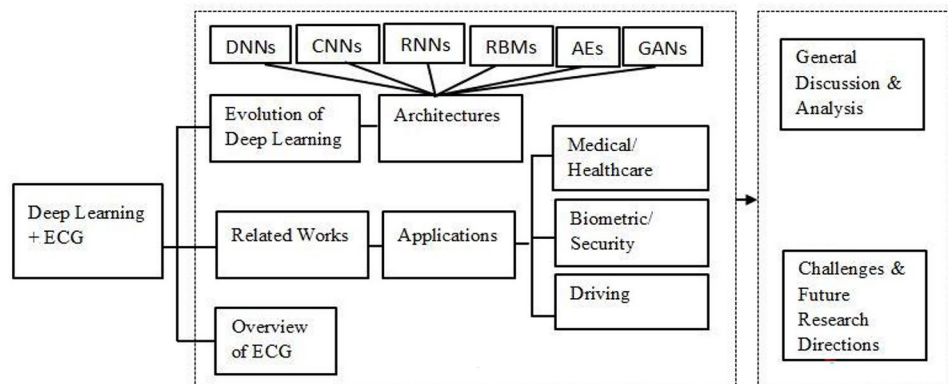 DNNs
CNNs
RNNs
RBMs
AEs
GANs
Evolution of
Deep Learning
Architectures
Deep Learning
+ ECG
Related Works
Applications
Medical/
Healthcare
Biometric/
Security
Driving
Overview
of ECG
General
Discussion &
Analysis
Challenges &
Future
Research
Directions